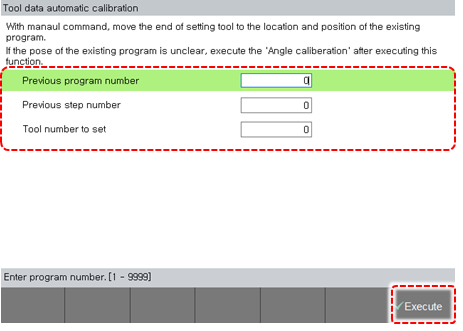 Tool data automatic calibration
With manual command, move the end of setting tool to the location and position of the existing
program.
If the pose of the existing program is unclear, execute the 'Angle caliberation' after executing this
function.
Previous program number 0
Previous step number 0
Tool number to set 0
Enter program number.[1 - 9999]
✓Execute